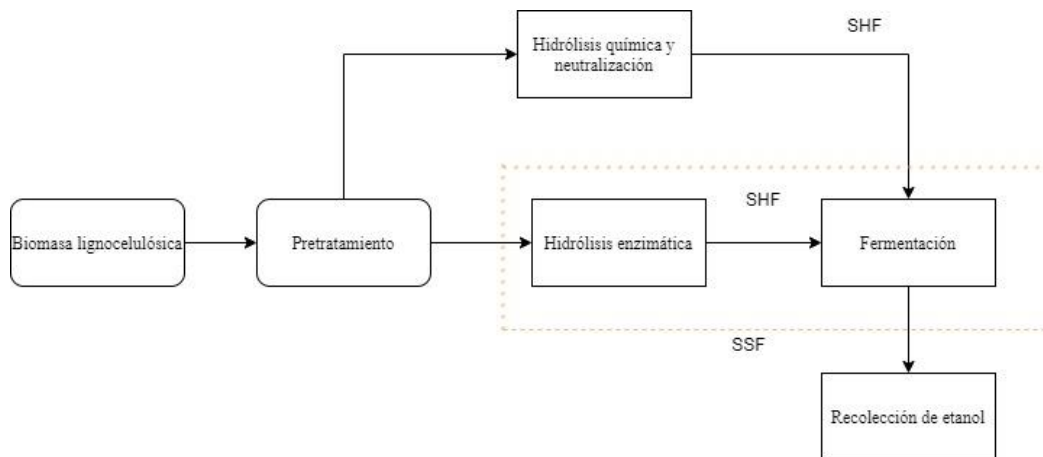 SHF
Hidrólisis química y
neutralización
SHF
Biomasa lignocelulósica
Pretratamiento
Hidrólisis enzimática
Fermentación
SSF
Recolección de etanol